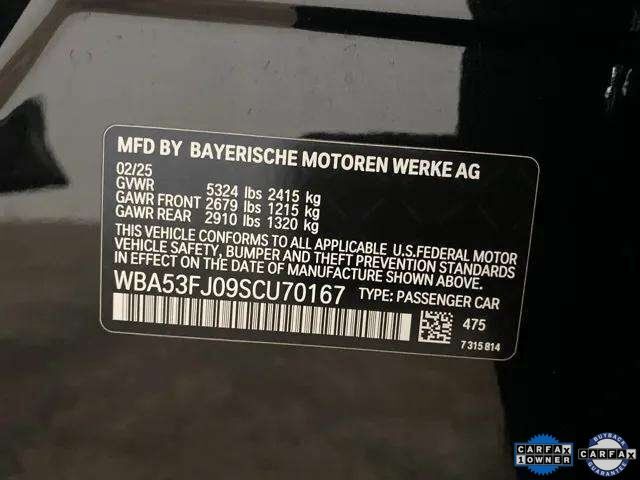 MFD BY BAYERISCHE MOTOREN WERKE AG
02/25
GVWR 5324 lbs 2415 kg
GAWR FRONT 2679 lbs 1215 kg
GAWR REAR 2910 lbs 1320 kg
THIS VEHICLE CONFORMS TO ALL APPLICABLE U.S.FEDERAL MOTOR
VEHICLE SAFETY, BUMPER AND THEFT PREVENTION STANDARDS
IN EFFECT ON THE DATE OF MANUFACTURE SHOWN ABOVE.
WBA53FJ09SCU70167 TYPE: PASSENGER CAR
475
7 315 814
CARFAX
1 OWNER
BUYBACK
CARFAX